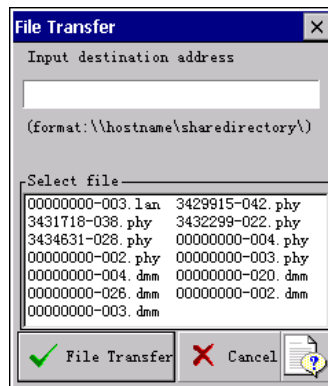 File Transfer
Input destination address
(format:\\hostname\sharedirectory\)
Select file
00000000-003.lan 3429915-042.phy
3431718-038.phy 3432299-022.phy
3434631-028.phy 00000000-004.phy
00000000-002.phy 00000000-003.phy
00000000-004.dmm 00000000-020.dmm
00000000-026.dmm 00000000-002.dmm
00000000-003.dmm
File Transfer Cancel